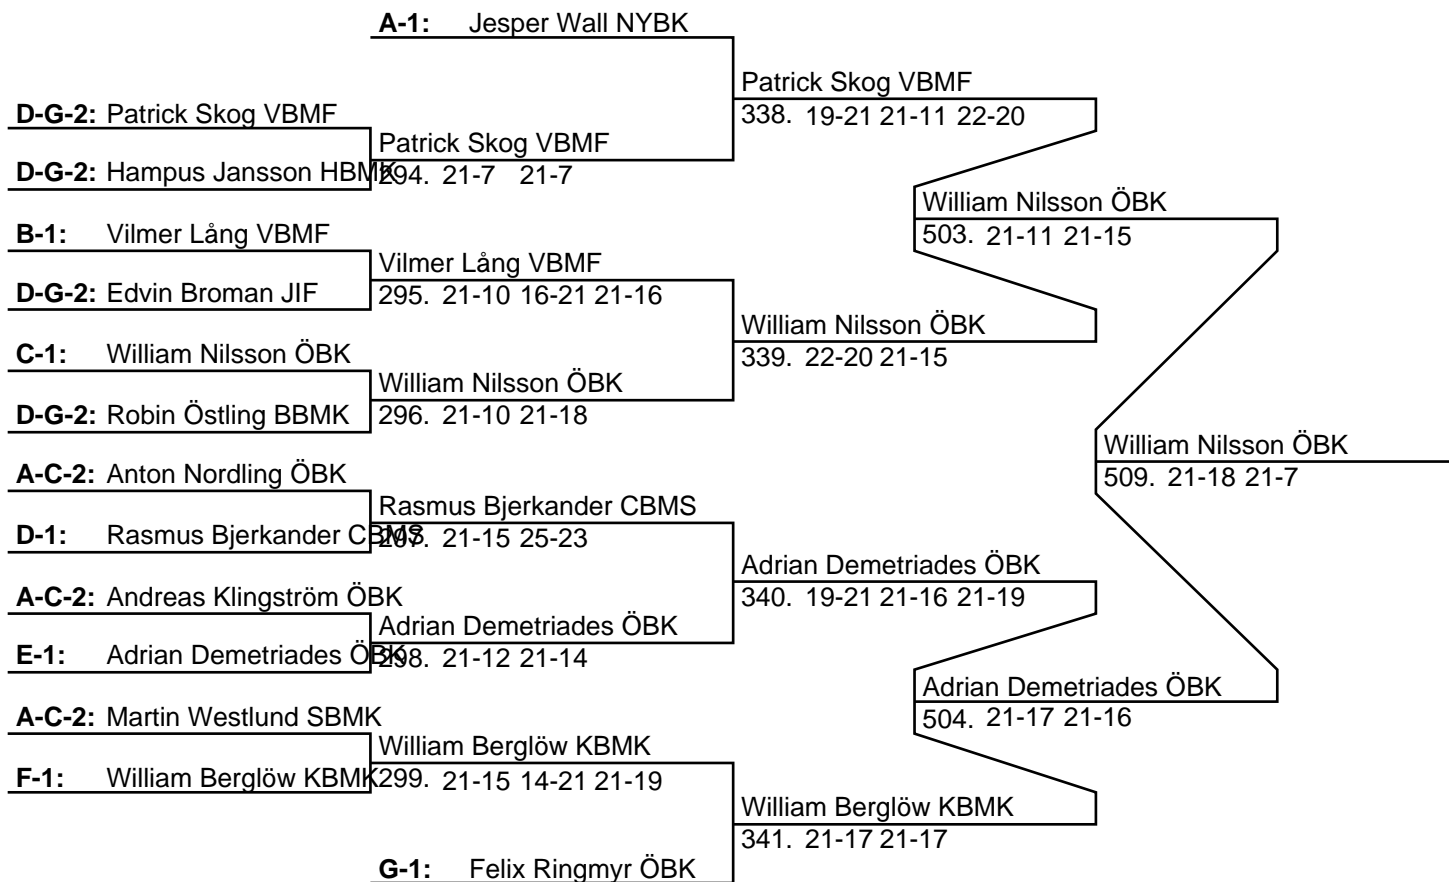 A-1: Jesper Wall NYBK
Patrick Skog VBMF
338. 19-21 21-11 22-20
D-G-2: Patrick Skog VBMF
Patrick Skog VBMF
294. 21-7 21-7
D-G-2: Hampus Jansson HBMK
William Nilsson ÖBK
503. 21-11 21-15
B-1: Vilmer Lång VBMF
Vilmer Lång VBMF
295. 21-10 16-21 21-16
D-G-2: Edvin Broman JIF
William Nilsson ÖBK
339. 22-20 21-15
C-1: William Nilsson ÖBK
William Nilsson ÖBK
296. 21-10 21-18
D-G-2: Robin Östling BBMK
William Nilsson ÖBK
509. 21-18 21-7
A-C-2: Anton Nordling ÖBK
Rasmus Bjerkander CBMS
297. 21-15 25-23
D-1: Rasmus Bjerkander CBMS
Adrian Demetriades ÖBK
340. 19-21 21-16 21-19
A-C-2: Andreas Klingström ÖBK
Adrian Demetriades ÖBK
298. 21-12 21-14
E-1: Adrian Demetriades ÖBK
Adrian Demetriades ÖBK
504. 21-17 21-16
A-C-2: Martin Westlund SBMK
William Berglöw KBMK
299. 21-15 14-21 21-19
F-1: William Berglöw KBMK
William Berglöw KBMK
341. 21-17 21-17
G-1: Felix Ringmyr ÖBK